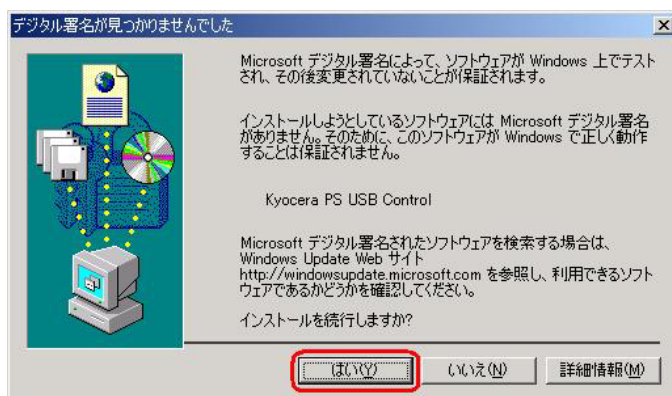 デジタル署名が見つかりませんでした
Microsoft デジタル署名によって、ソフトウェアが Windows 上でテスト
され、その後変更されていないことが保証されます。
インストールしようとしているソフトウェアには Microsoft デジタル署名
がありません。そのために、このソフトウェアが Windows で正しく動作
することは保証されません。
Kyocera PS USB Control
Microsoft デジタル署名されたソフトウェアを検索する場合は、
Windows Update Web サイト
http://windowsupdate.microsoft.com を参照し、利用できるソフト
ウェアであるかどうかを確認してください。
インストールを続行しますか?
はい(Y) いいえ(N) 詳細情報(M)